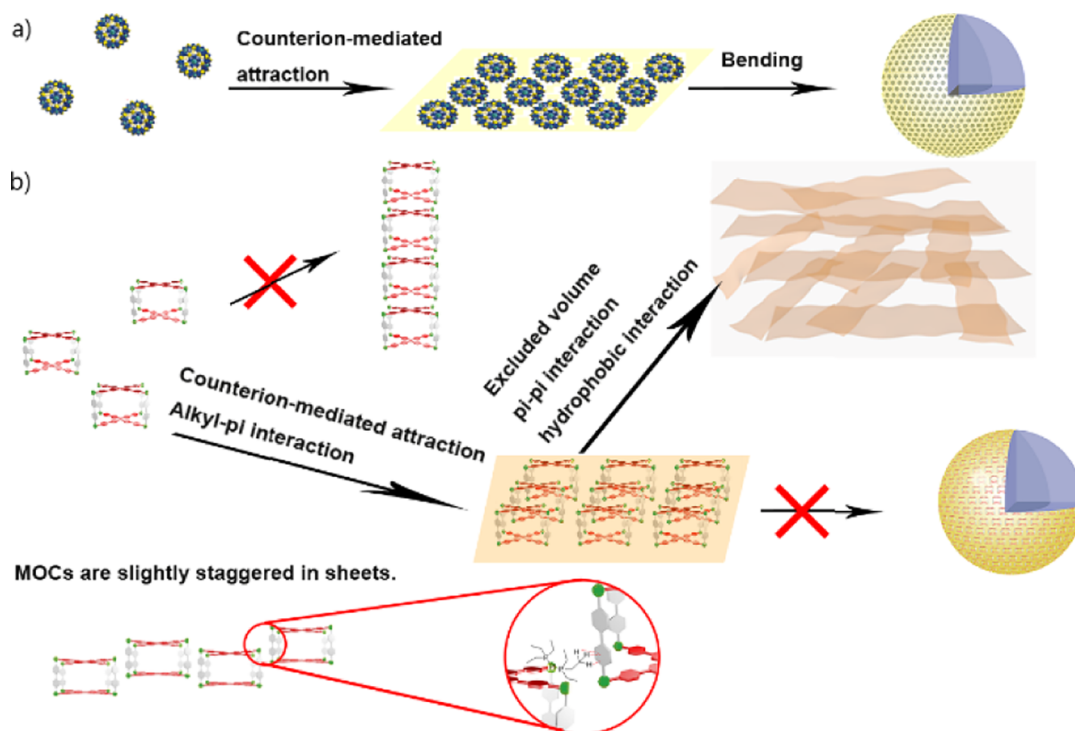 a)
Counterion-mediated
attraction
Bending
b)
Excluded volume
pi-pi interaction
hydrophobic interaction
Counterion-mediated attraction
Alkyl-pi interaction
MOCs are slightly staggered in sheets.